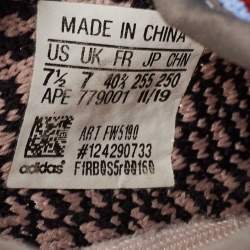 MADE IN CHINA
US UK FR JP CHN
7½ 7 40⅔ 255 250
APE 779001 11/19
ART FW5190
#124290733
adidas F1RB0S5r00160